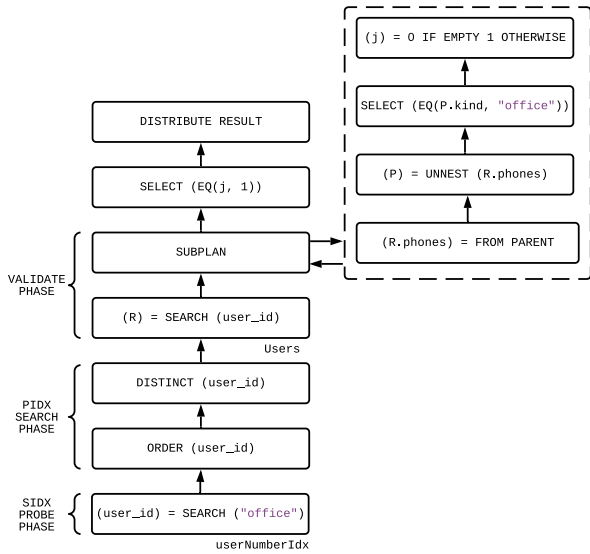 (j) = 0 IF EMPTY 1 OTHERWISE
SELECT (EQ(P.kind, "office"))
(P) = UNNEST (R.phones)
(R.phones) = FROM PARENT
DISTRIBUTE RESULT
SELECT (EQ(j, 1))
SUBPLAN
VALIDATE
PHASE
(R) = SEARCH (user_id)
Users
DISTINCT (user_id)
PIDX
SEARCH
PHASE
ORDER (user_id)
SIDX
PROBE
PHASE
(user_id) = SEARCH ("office")
userNumberIdx